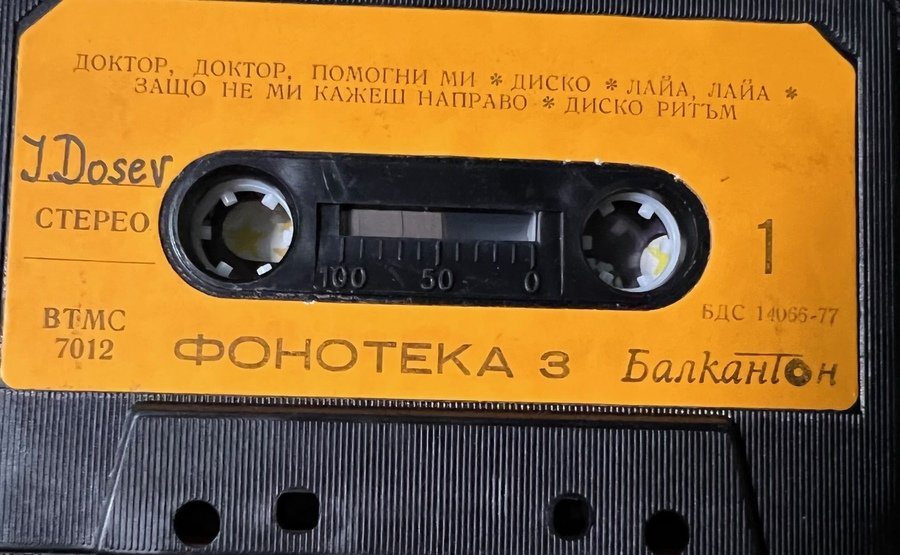 ДОКТОР, ДОКТОР, ПОМОГНИ МИ * ДИСКО * ЛАЙА, ЛАЙА *
ЗАЩО НЕ МИ КАЖЕШ НАПРАВО * ДИСКО РИТЪМ
J.Dosev
СТЕРЕО
1
100 50 0
ВТМС
7012
БДС 14066-77
ФОНОТЕКА 3
Балкантон